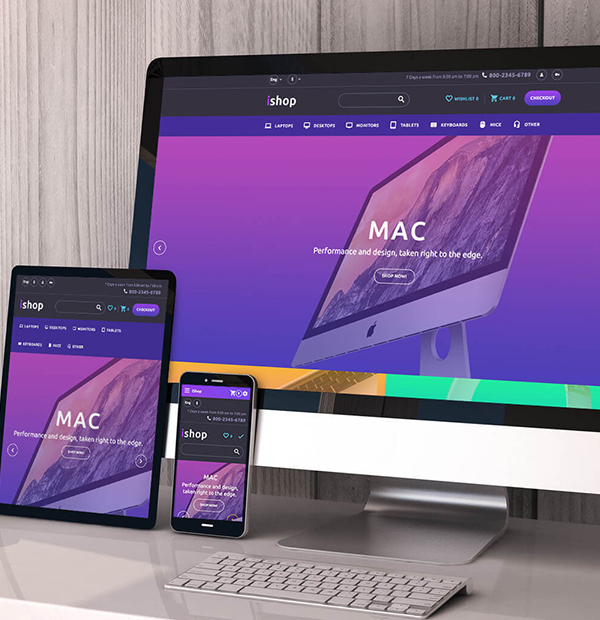 Eng
$
7 Days a week from 9:00 am to 7:00 pm
800-2345-6789
ishop
WISHLIST 0
CART 0
CHECKOUT
LAPTOPS
DESKTOPS
MONITORS
TABLETS
KEYBOARDS
MICE
OTHER
MAC
Performance and design, taken right to the edge.
SHOP NOW!
Eng
$
7 Days a week from 9:00 am to 7:00 pm
800-2345-6789
ishop
0
0
CHECKOUT
LAPTOPS
DESKTOPS
MONITORS
TABLETS
KEYBOARDS
MICE
OTHER
MAC
Performance and design, taken right to the edge.
SHOP NOW!
iShop
Eng
$
7 Days a week from 9:00 am to 7:00 pm
800-2345-6789
ishop
0
MAC
Performance and design,
taken right to the edge.
SHOP NOW!